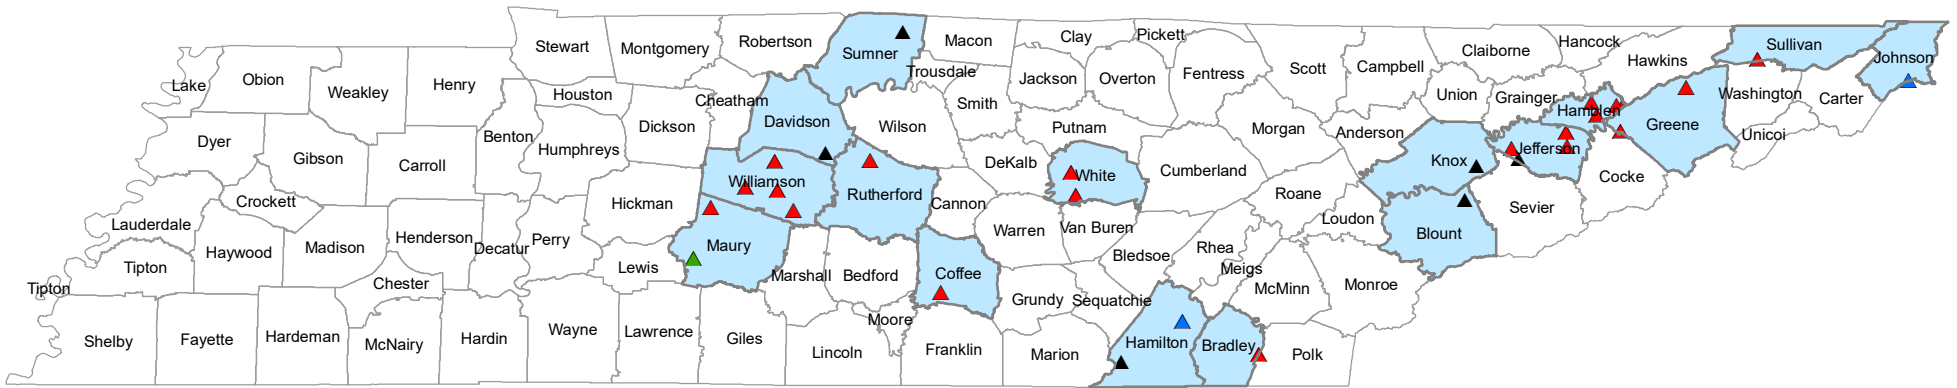 Stewart
Montgomery
Robertson
Sumner
Macon
Clay
Pickett
Scott
Campbell
Claiborne
Hancock
Hawkins
Sullivan
Johnson
Lake
Obion
Weakley
Henry
Houston
Cheatham
Trousdale
Jackson
Overton
Fentress
Union
Grainger
Hamblen
Washington
Carter
Dyer
Gibson
Carroll
Benton
Humphreys
Dickson
Davidson
Wilson
Smith
Putnam
Morgan
Anderson
Jefferson
Greene
Unicoi
Crockett
Hickman
Williamson
Rutherford
DeKalb
White
Cumberland
Knox
Cocke
Lauderdale
Haywood
Madison
Henderson
Decatur
Perry
Lewis
Maury
Cannon
Warren
Van Buren
Roane
Loudon
Blount
Sevier
Tipton
Tipton
Chester
Marshall
Bedford
Coffee
Grundy
Sequatchie
Bledsoe
Rhea
Meigs
McMinn
Monroe
Shelby
Fayette
Hardeman
McNairy
Hardin
Wayne
Lawrence
Giles
Lincoln
Moore
Franklin
Marion
Hamilton
Bradley
Polk